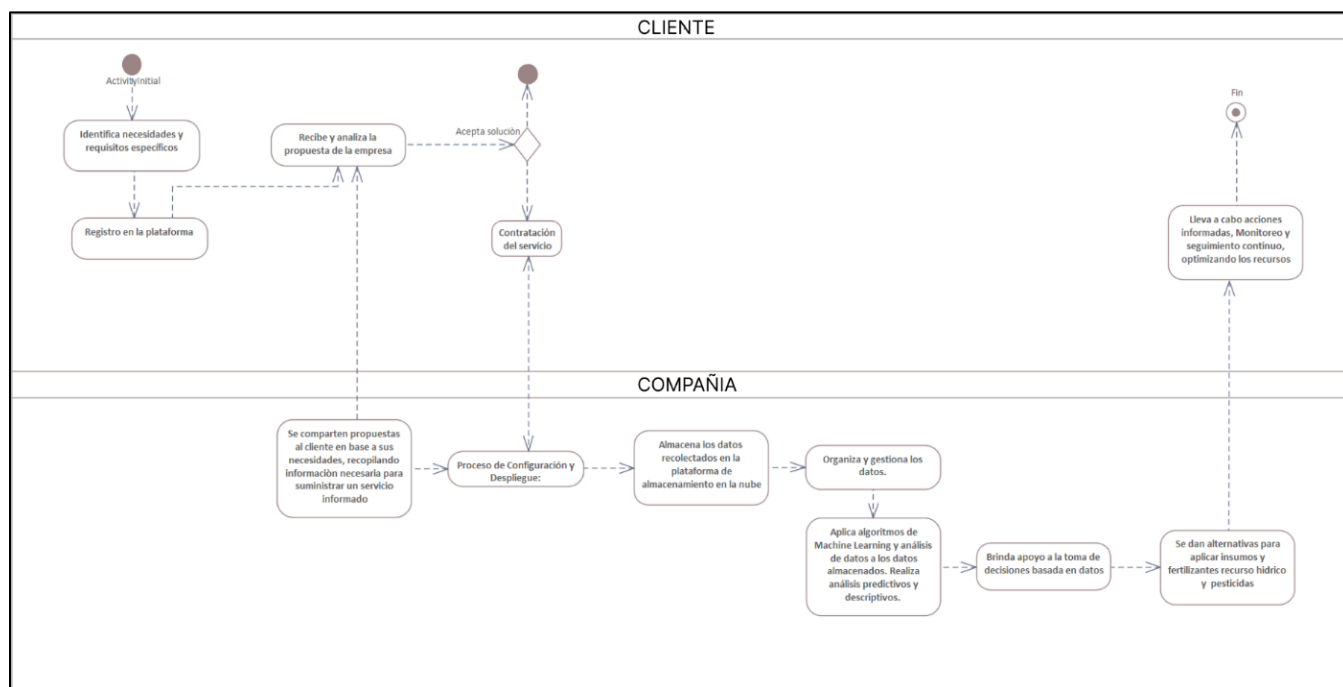 CLIENTE
ActivityInitial
Identifica necesidades y
requisitos específicos
Registro en la plataforma
Recibe y analiza la
propuesta de la empresa
Acepta solución
Contratación
del servicio
Fin
Lleva a cabo acciones
informadas, Monitoreo y
seguimiento continuo,
optimizando los recursos
COMPAÑIA
Se comparten propuestas
al cliente en base a sus
necesidades, recopilando
informaciòn necesaria para
suministrar un servicio
informado
Proceso de Configuración y
Despliegue:
Almacena los datos
recolectados en la
plataforma de
almacenamiento en la nube
Organiza y gestiona los
datos.
Aplica algoritmos de
Machine Learning y análisis
de datos a los datos
almacenados. Realiza
análisis predictivos y
descriptivos.
Brinda apoyo a la toma de
decisiones basada en datos
Se dan alternativas para
aplicar insumos y
fertilizantes recurso hidrico
y pesticidas